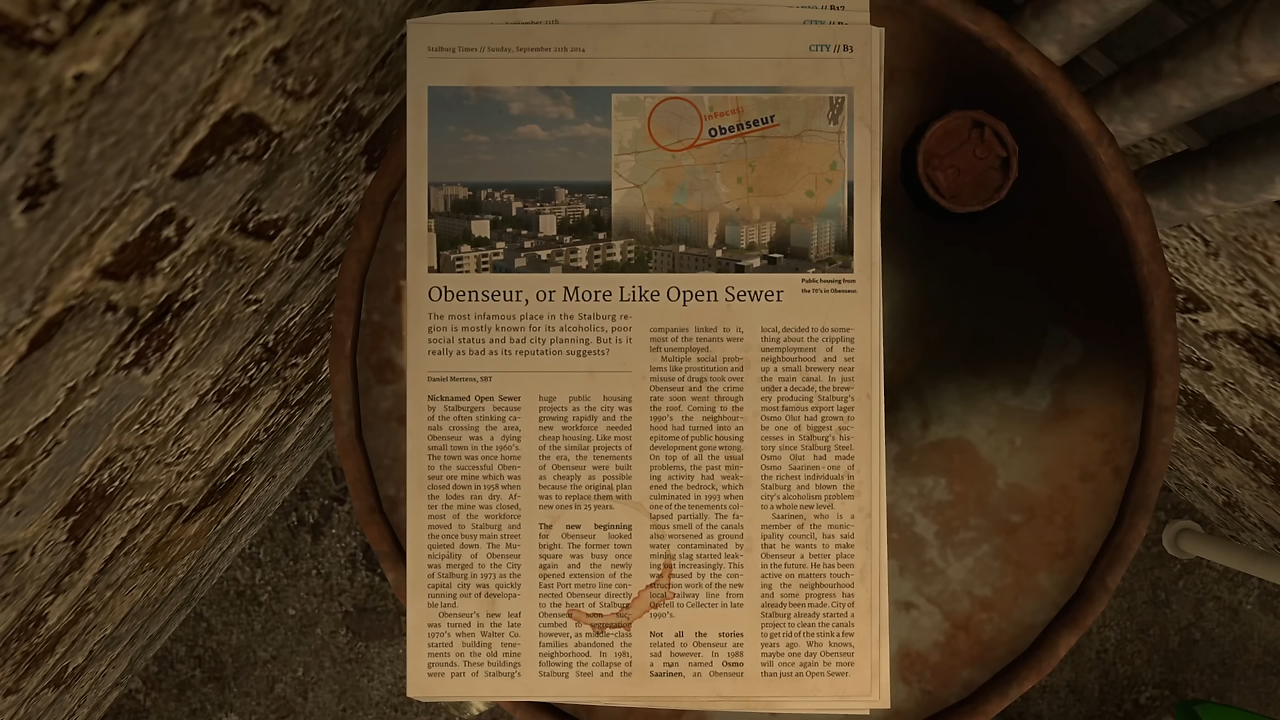 September 21th
// B17
CITY // B
Stalburg Times // Sunday, September 21th 2014
CITY // B3
InFocus:
Obenseur
Public housing from
the 70's in Obenseur.
Obenseur, or More Like Open Sewer
The most infamous place in the Stalburg re-
gion is mostly known for its alcoholics, poor
social status and bad city planning. But is it
really as bad as its reputation suggests?
Daniel Mertens, SBT
Nicknamed Open Sewer
by Stalburgers because
of the often stinking ca-
nals crossing the area,
Obenseur was a dying
small town in the 1960's.
The town was once home
to the successful Oben-
seur ore mine which was
closed down in 1958 when
the lodes ran dry. Af-
ter the mine was closed,
most of the workforce
moved to Stalburg and
the once busy main street
quieted down. The Mu-
nicipality of Obenseur
was merged to the City
of Stalburg in 1973 as the
capital city was quickly
running out of developa-
ble land.
Obenseur's new leaf
was turned in the late
1970's when Walter Co.
started building tene-
ments on the old mine
grounds. These buildings
were part of Stalburg's
huge public housing
projects as the city was
growing rapidly and the
new workforce needed
cheap housing. Like most
of the similar projects of
the era, the tenements
of Obenseur were built
as cheaply as possible
because the original plan
was to replace them with
new ones in 25 years.
The new beginning
for Obenseur looked
bright. The former town
square was busy once
again and the newly
opened extension of the
East Port metro line con-
nected Obenseur directly
to the heart of Stalburg.
Obenseur soon suc-
cumbed to segregation
however, as middle-class
families abandoned the
neighborhood. In 1981,
following the collapse of
Stalburg Steel and the
companies linked to it,
most of the tenants were
left unemployed.
Multiple social prob-
lems like prostitution and
misuse of drugs took over
Obenseur and the crime
rate soon went through
the roof. Coming to the
1990's the neighbour-
hood had turned into an
epitome of public housing
development gone wrong.
On top of all the usual
problems, the past min-
ing activity had weak-
ened the bedrock, which
culminated in 1993 when
one of the tenements col-
lapsed partially. The fa-
mous smell of the canals
also worsened as ground
water contaminated by
mining slag started leak-
ing out increasingly. This
was caused by the con-
struction work of the new
local railway line from
Orefell to Cellecter in late
1990's.
Not all the stories
related to Obenseur are
sad however. In 1988
a man named Osmo
Saarinen, an Obenseur
local, decided to do some-
thing about the crippling
unemployment of the
neighbourhood and set
up a small brewery near
the main canal. In just
under a decade, the brew-
ery producing Stalburg's
most famous export lager
Osmo Olut had grown to
be one of biggest suc-
cesses in Stalburg's his-
tory since Stalburg Steel.
Osmo Olut had made
Osmo Saarinen one of
the richest individuals in
Stalburg and blown the
city's alcoholism problem
to a whole new level.
Saarinen, who is a
member of the munic-
ipality council, has said
that he wants to make
Obenseur a better place
in the future. He has been
active on matters touch-
ing the neighbourhood
and some progress has
already been made. City of
Stalburg already started a
project to clean the canals
to get rid of the stink a few
years ago. Who knows,
maybe one day Obenseur
will once again be more
than just an Open Sewer.